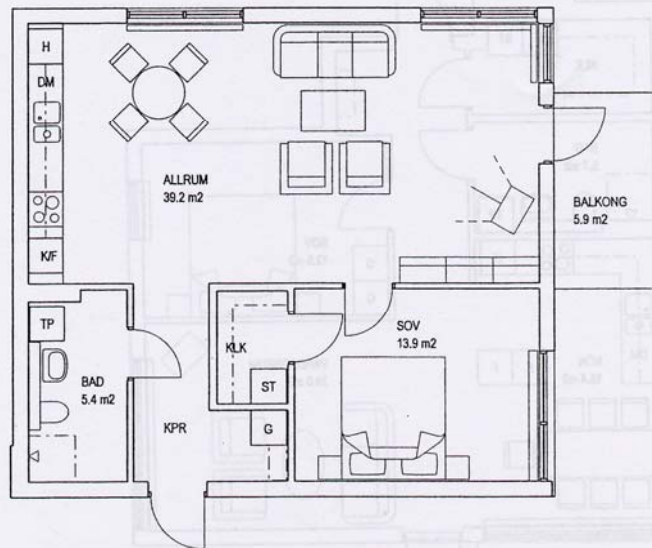 H
DM
ALLRUM
39.2 m2
K/F
BALKONG
5.9 m2
TP
BAD
5.4 m2
KLK
ST
SOV
13.9 m2
KPR
G